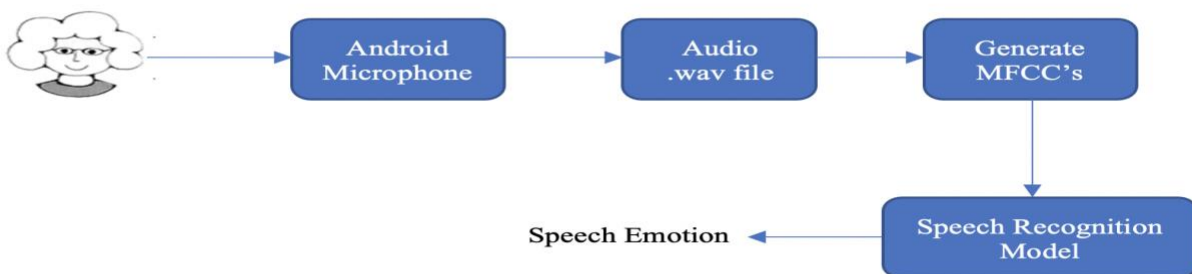 Android
Microphone
Audio
.wav file
Generate
MFCC's
Speech Recognition
Model
Speech Emotion